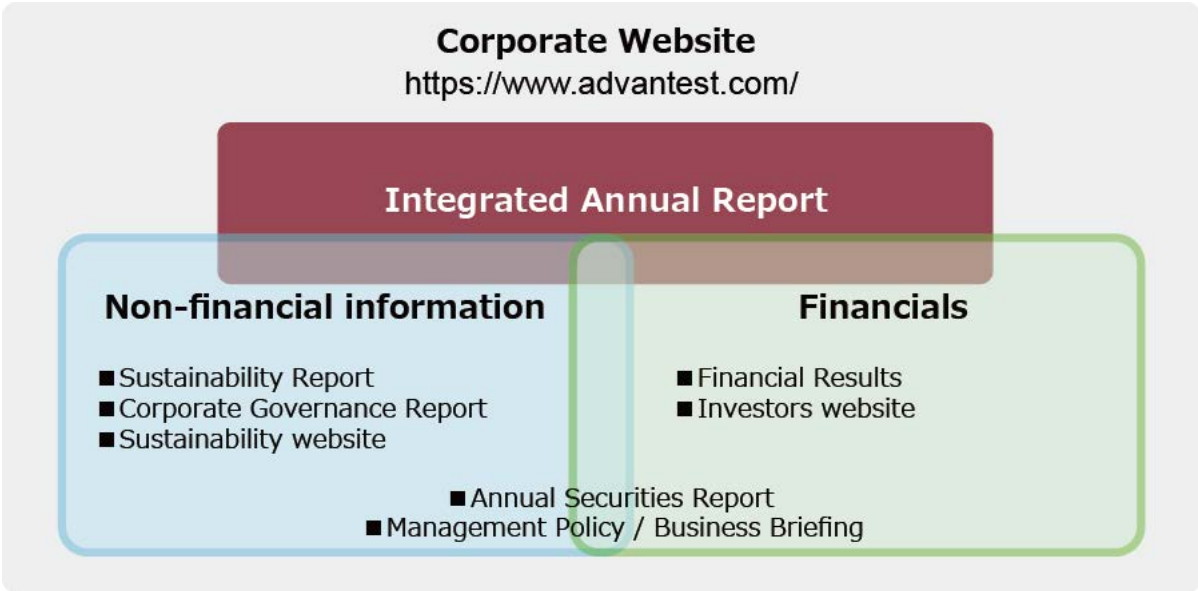 Corporate Website
https://www.advantest.com/
Integrated Annual Report
Non-financial information
■Sustainability Report
■Corporate Governance Report
■Sustainability website
Financials
■Financial Results
■Investors website
■Annual Securities Report
■Management Policy / Business Briefing